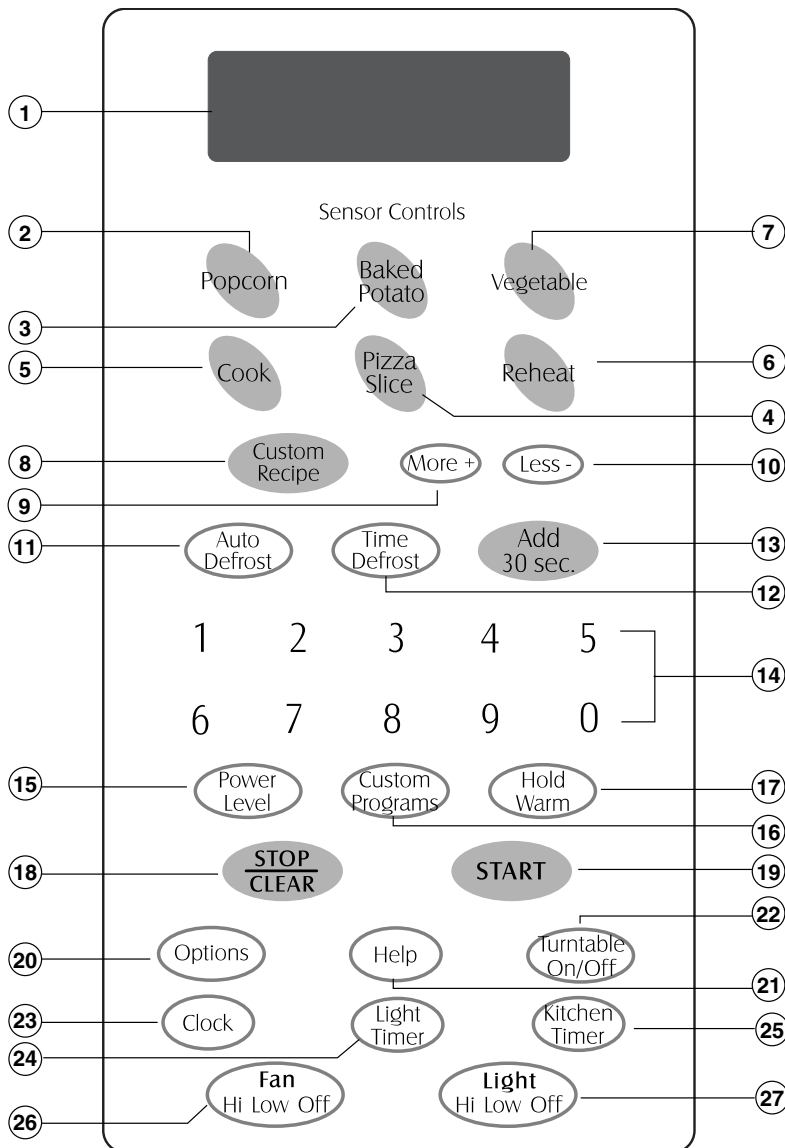 1
Sensor Controls
2
7
Popcorn
Baked
Potato
Vegetable
3
5
Cook
Pizza
Slice
Reheat
6
4
8
Custom
Recipe
More +
Less -
10
9
11
Auto
Defrost
Time
Defrost
Add
30 sec.
13
12
1 2 3 4 5
14
6 7 8 9 0
15
Power
Level
Custom
Programs
Hold
Warm
17
16
18
STOP
CLEAR
START
19
22
20
Options
Help
Turntable
On/Off
21
23
Clock
Light
Timer
Kitchen
Timer
25
24
Fan
Hi Low Off
Light
Hi Low Off
26
27